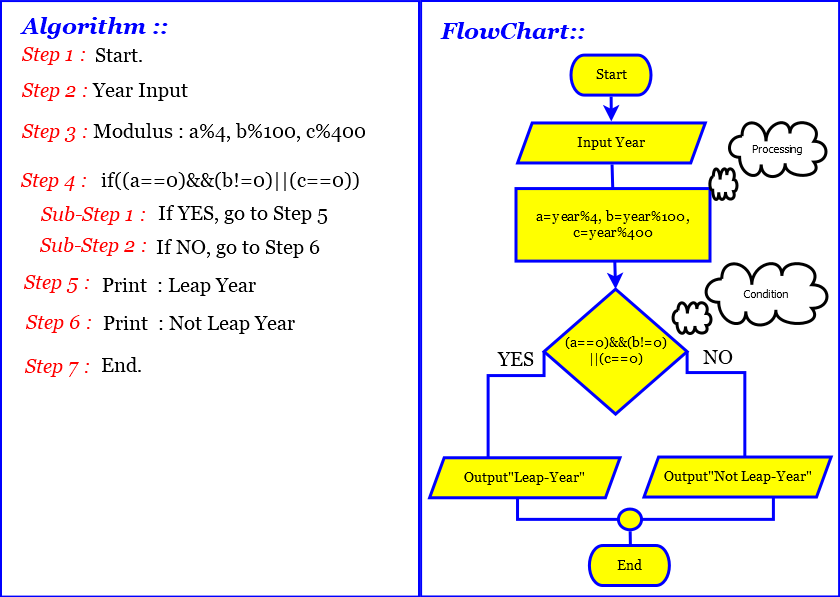 Algorithm ::
Step 1 : Start.
Step 2 : Year Input
Step 3 : Modulus : a%4, b%100, c%400
Step 4 : if((a==0)&&(b!=0)||(c==0))
Sub-Step 1 : If YES, go to Step 5
Sub-Step 2 : If NO, go to Step 6
Step 5 : Print : Leap Year
Step 6 : Print : Not Leap Year
Step 7 : End.
FlowChart::
Start
Input Year
Processing
a=year%4, b=year%100,
c=year%400
Condition
(a==0)&&(b!=0)
||(c==0)
YES
NO
Output"Leap-Year"
Output"Not Leap-Year"
End